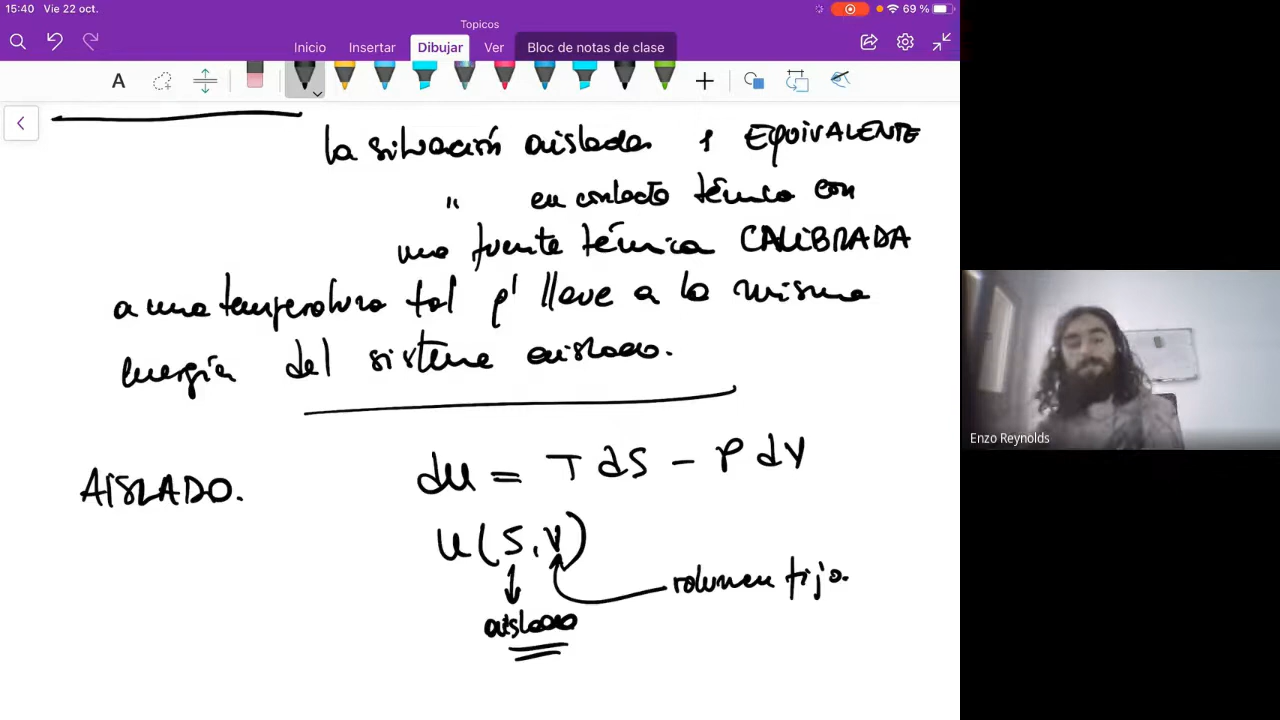 15:40 Vie 22 oct. 69 %
Topicos
Inicio Insertar Dibujar Ver Bloc de notas de clase
A
la situación aislada y EQUIVALENTE
" en contacto térmico con
una fuente térmica CALIBRADA
a una temperatura tal q' lleve a la misma
energía del sistema aislado.
AISLADO. du = T dS - P dV
u(S,V)
volumen fijo.
aislado
Enzo Reynolds